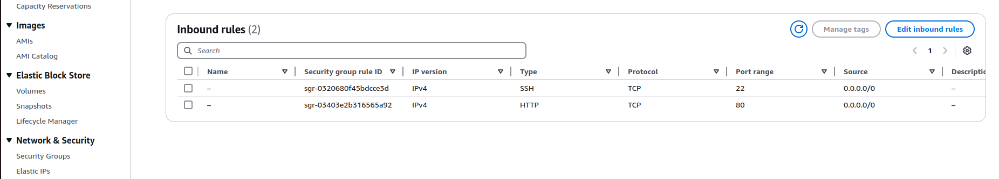 Capacity Reservations
Images
AMIs
AMI Catalog
Elastic Block Store
Volumes
Snapshots
Lifecycle Manager
Network & Security
Security Groups
Elastic IPs
Inbound rules (2)
Manage tags
Edit inbound rules
Search
1
Name Security group rule ID IP version Type Protocol Port range Source Descriptio
– sgr-0320680f45bdcce3d IPv4 SSH TCP 22 0.0.0.0/0 –
– sgr-03403e2b316565a92 IPv4 HTTP TCP 80 0.0.0.0/0 –